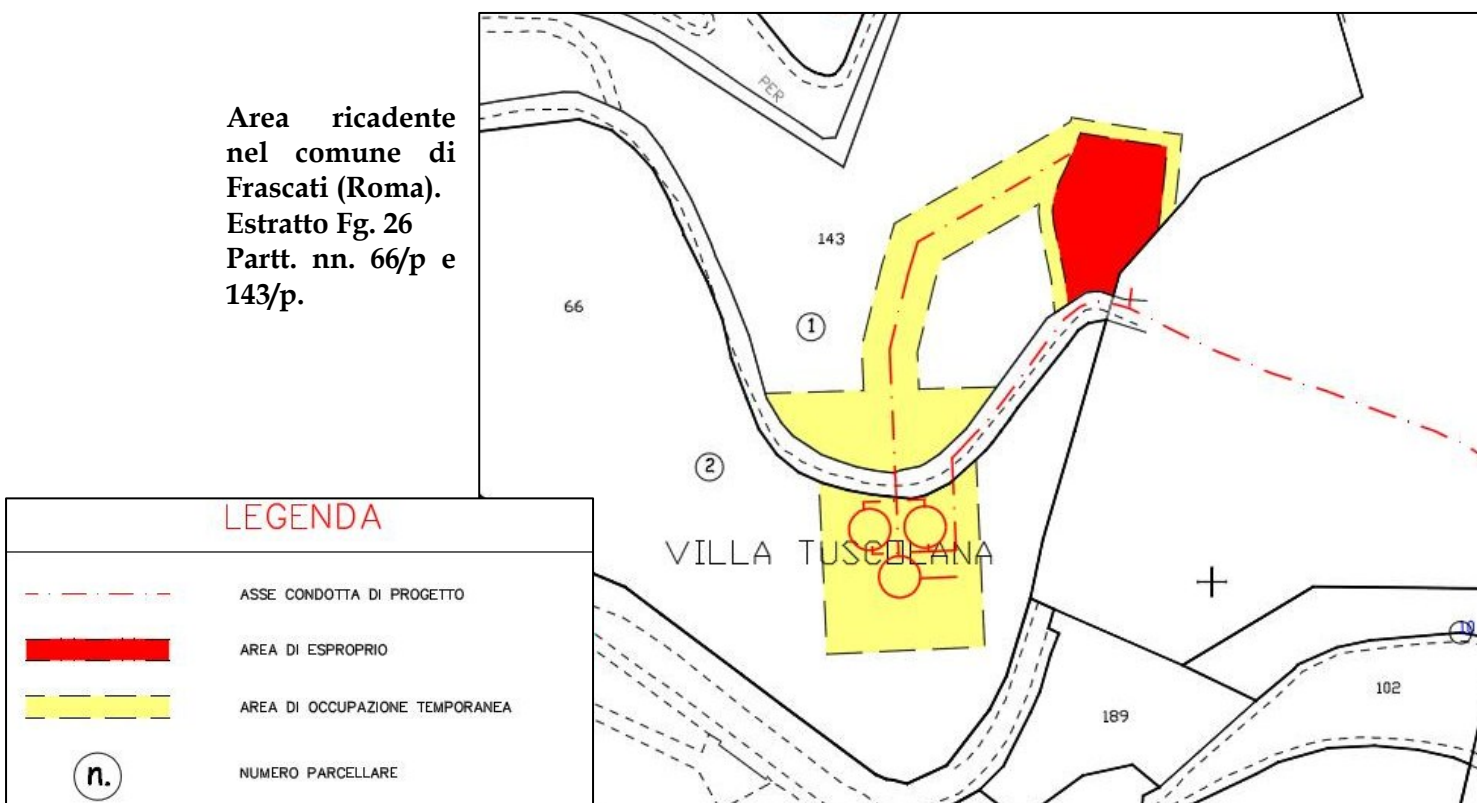 Area ricadente
nel comune di
Frascati (Roma).
Estratto Fg. 26
Partt. nn. 66/p e
143/p.
PER
143
66
1
2
VILLA TUSCOLANA
10
102
189
LEGENDA
ASSE CONDOTTA DI PROGETTO
AREA DI ESPROPRIO
AREA DI OCCUPAZIONE TEMPORANEA
n.
NUMERO PARCELLARE